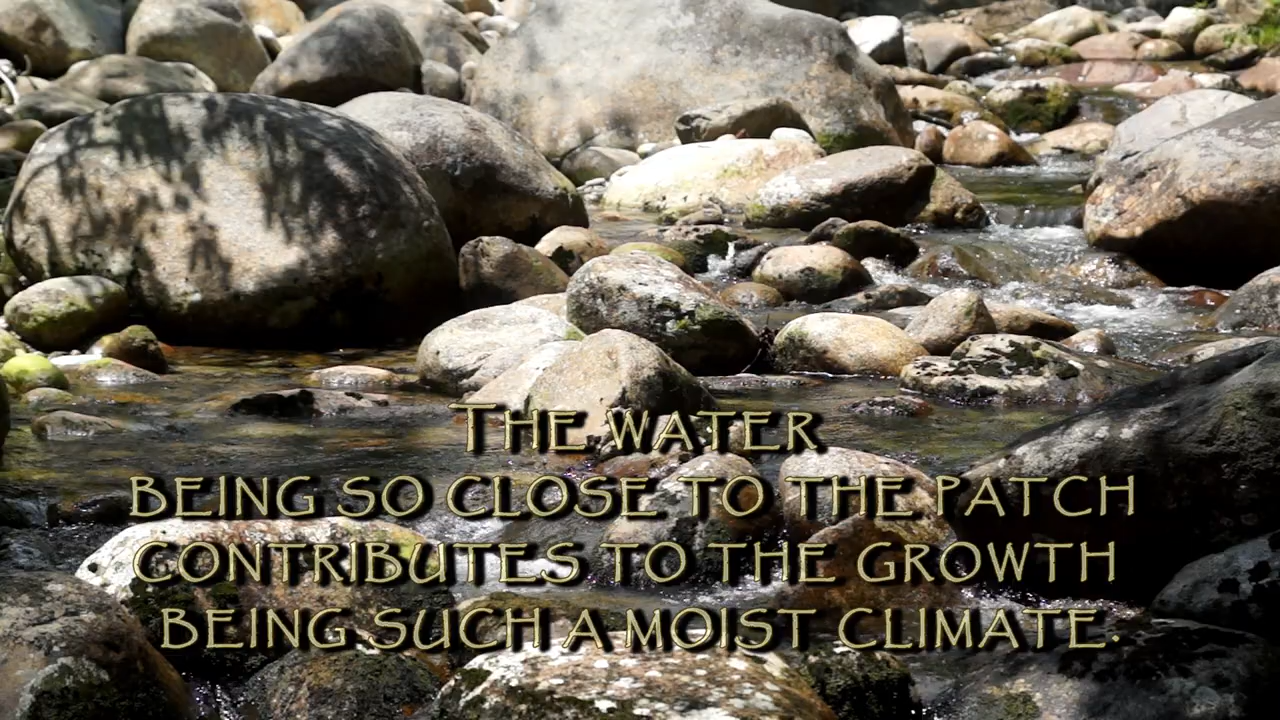 The water
being so close to the patch
contributes to the growth
being such a moist climate.